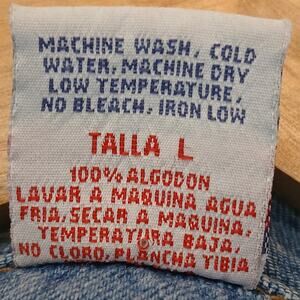 MACHINE WASH, COLD
WATER, MACHINE DRY
LOW TEMPERATURE,
NO BLEACH, IRON LOW
TALLA L
100% ALGODON
LAVAR A MAQUINA AGUA
FRIA, SECAR A MAQUINA,
TEMPERATURA BAJA,
NO CLORO, PLANCHA TIBIA